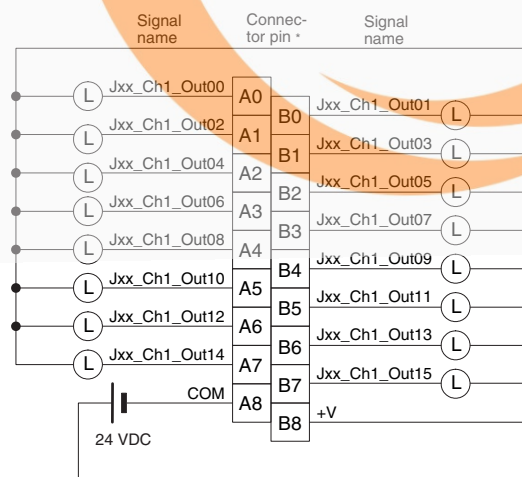 Signal name
Connec-tor pin *
Signal name
L Jxx_Ch1_Out00 A0
B0 Jxx_Ch1_Out01 L
L Jxx_Ch1_Out02 A1
B1 Jxx_Ch1_Out03 L
L Jxx_Ch1_Out04 A2
B2 Jxx_Ch1_Out05 L
L Jxx_Ch1_Out06 A3
B3 Jxx_Ch1_Out07 L
L Jxx_Ch1_Out08 A4
B4 Jxx_Ch1_Out09 L
L Jxx_Ch1_Out10 A5
B5 Jxx_Ch1_Out11 L
L Jxx_Ch1_Out12 A6
B6 Jxx_Ch1_Out13 L
L Jxx_Ch1_Out14 A7
B7 Jxx_Ch1_Out15 L
COM A8
B8 +V
24 VDC